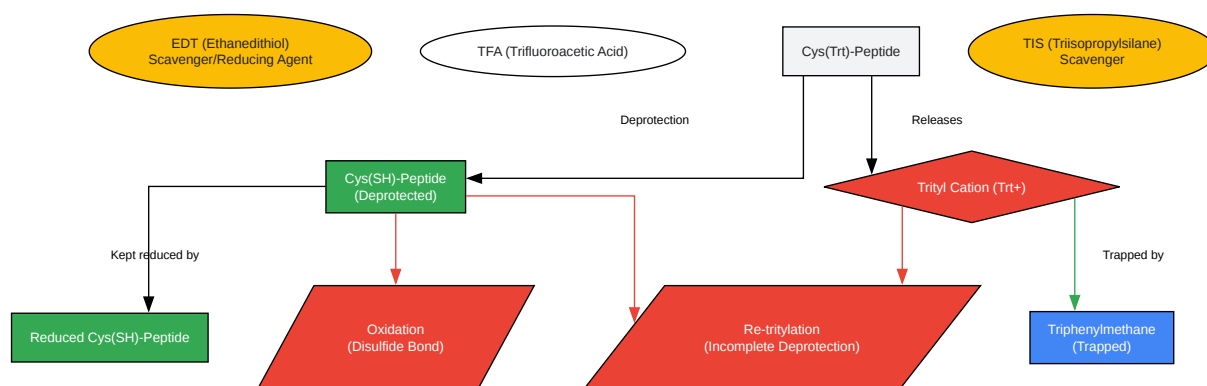 EDT (Ethanedithiol)
Scavenger/Reducing Agent
TFA (Trifluoroacetic Acid)
Cys(Trt)-Peptide
TIS (Triisopropylsilane)
Scavenger
Deprotection
Releases
Cys(SH)-Peptide
(Deprotected)
Trityl Cation (Trt+)
Kept reduced by
Trapped by
Reduced Cys(SH)-Peptide
Oxidation
(Disulfide Bond)
Re-tritylation
(Incomplete Deprotection)
Triphenylmethane
(Trapped)